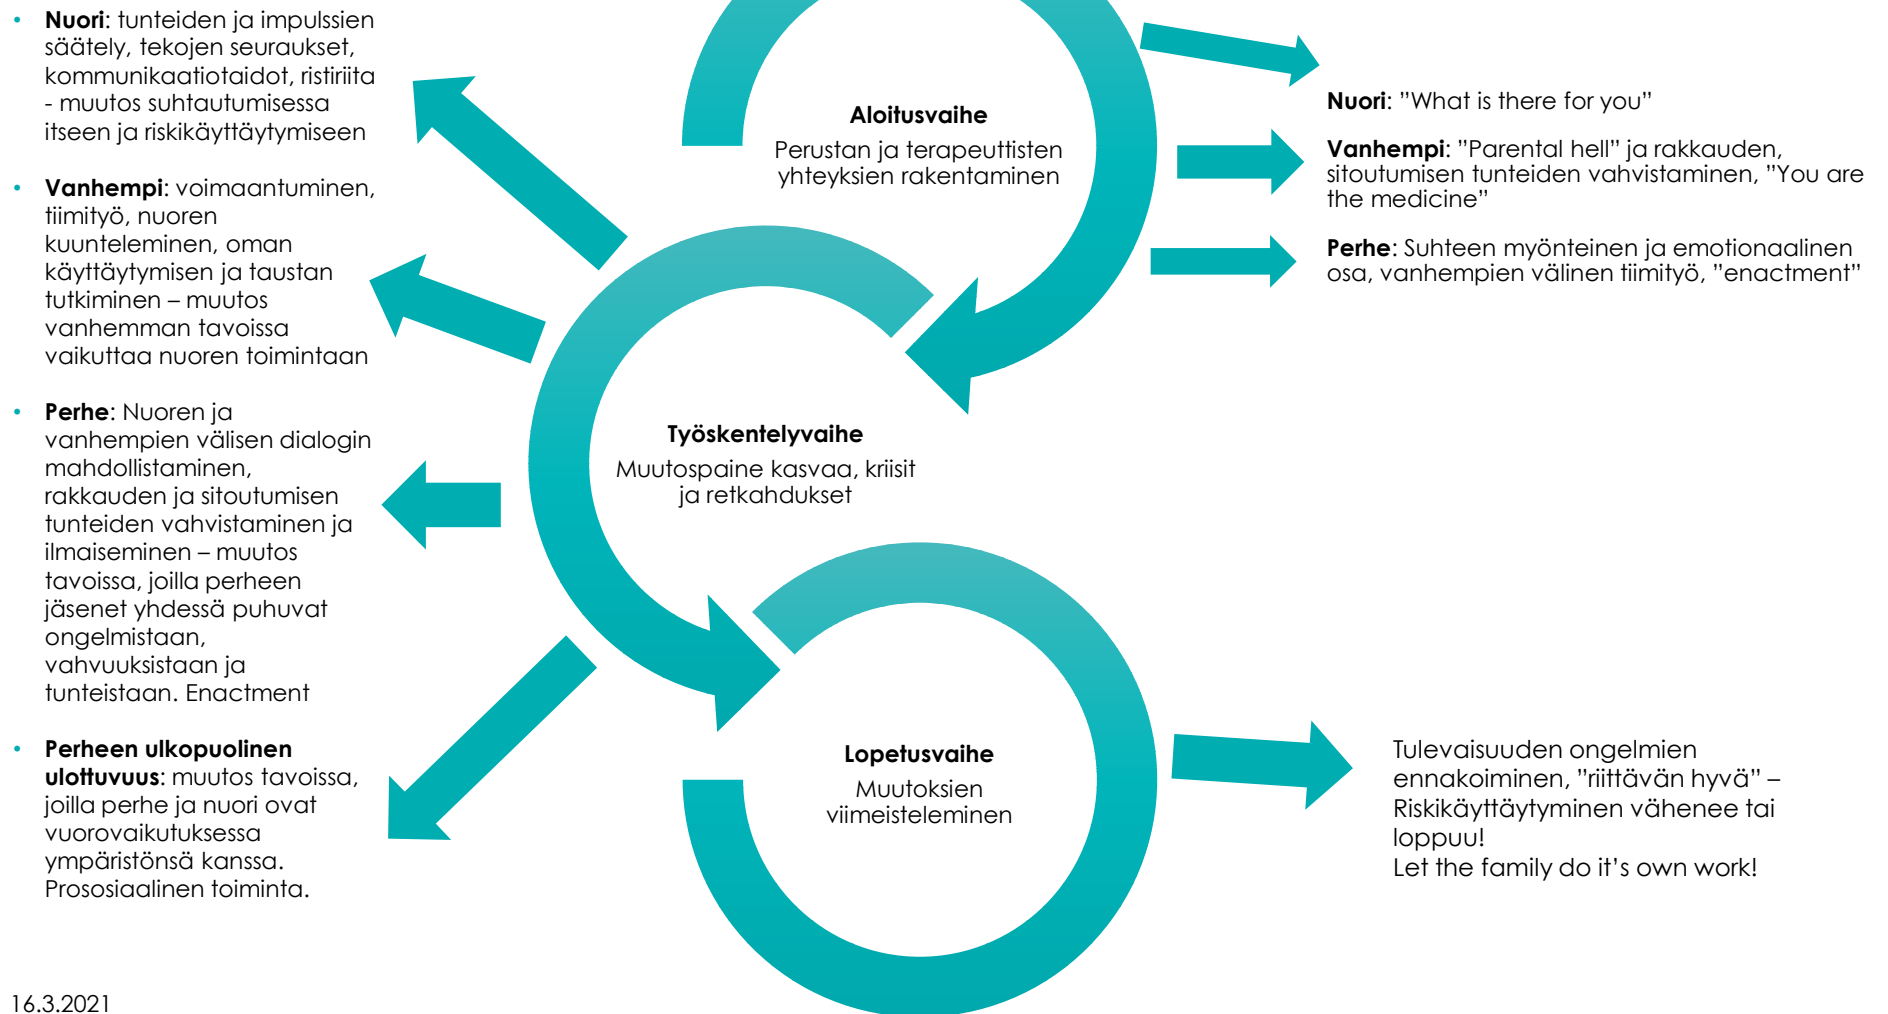 • Nuori: tunteiden ja impulssien
säätely, tekojen seuraukset,
kommunikaatiotaidot, ristiriita
- muutos suhtautumisessa
itseen ja riskikäyttäytymiseen
• Vanhempi: voimaantuminen,
tiimityö, nuoren
kuunteleminen, oman
käyttäytymisen ja taustan
tutkiminen – muutos
vanhemman tavoissa
vaikuttaa nuoren toimintaan
• Perhe: Nuoren ja
vanhempien välisen dialogin
mahdollistaminen,
rakkauden ja sitoutumisen
tunteiden vahvistaminen ja
ilmaiseminen – muutos
tavoissa, joilla perheen
jäsenet yhdessä puhuvat
ongelmistaan,
vahvuuksistaan ja
tunteistaan. Enactment
• Perheen ulkopuolinen
ulottuvuus: muutos tavoissa,
joilla perhe ja nuori ovat
vuorovaikutuksessa
ympäristönsä kanssa.
Prososiaalinen toiminta.
Aloitusvaihe
Perustan ja terapeuttisten
yhteyksien rakentaminen
Nuori: ”What is there for you”
Vanhempi: ”Parental hell” ja rakkauden,
sitoutumisen tunteiden vahvistaminen, ”You are
the medicine”
Perhe: Suhteen myönteinen ja emotionaalinen
osa, vanhempien välinen tiimityö, ”enactment”
Työskentelyvaihe
Muutospaine kasvaa, kriisit
ja retkahdukset
Lopetusvaihe
Muutoksien
viimeisteleminen
Tulevaisuuden ongelmien
ennakoiminen, ”riittävän hyvä” –
Riskikäyttäytyminen vähenee tai
loppuu!
Let the family do it’s own work!
16.3.2021